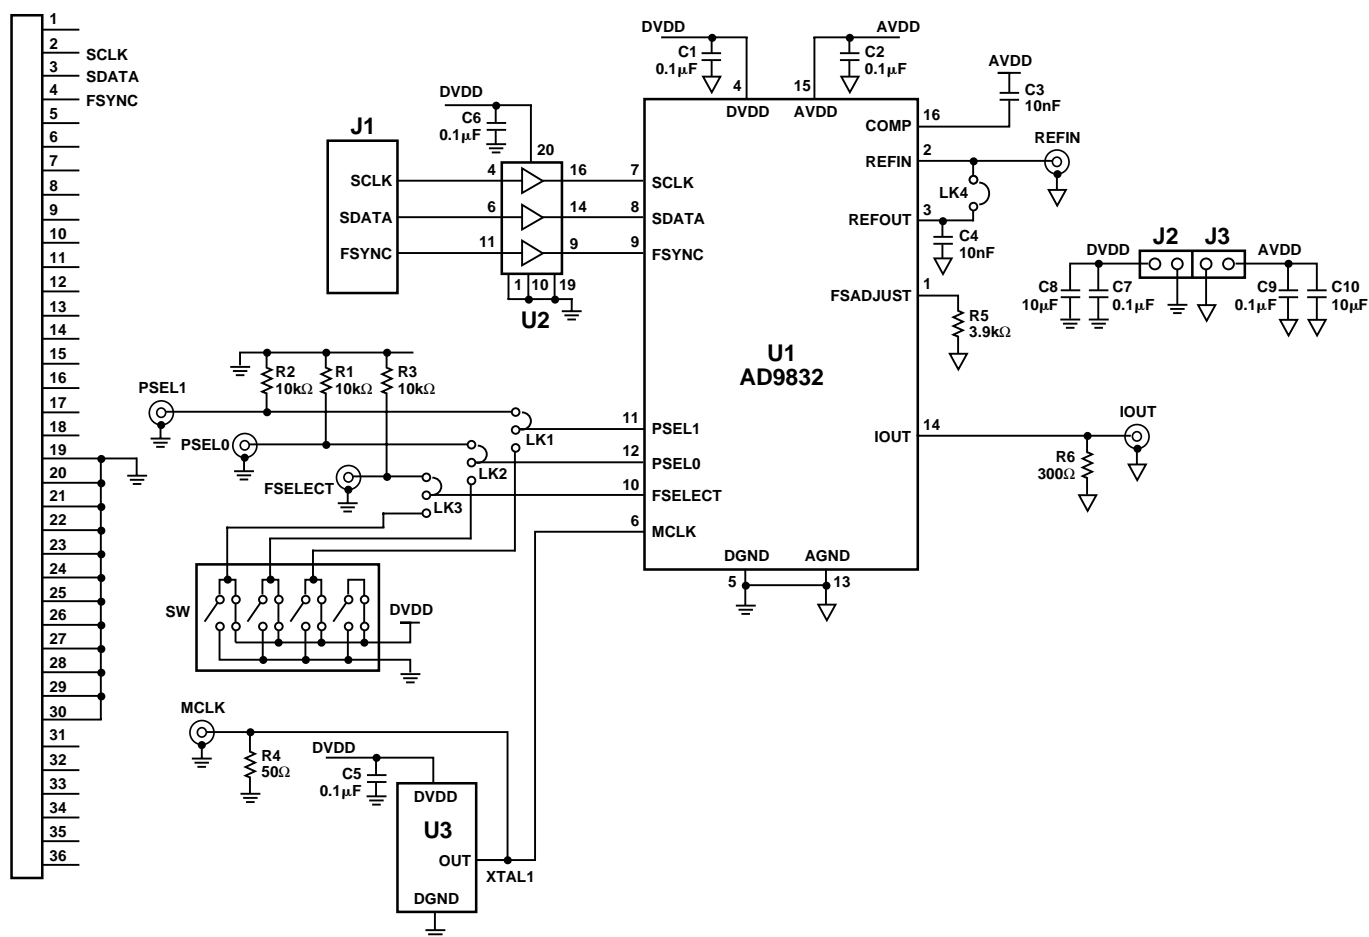 1
2
SCLK
3
SDATA
4
FSYNC
5
6
7
8
9
10
11
12
13
14
15
16
17
18
19
20
21
22
23
24
25
26
27
28
29
30
31
32
33
34
35
36
J1
SCLK
SDATA
FSYNC
DVDD
C6
0.1µF
20
4
16
6
14
11
9
1
10
19
U2
DVDD
C1
0.1µF
4
DVDD
AVDD
C2
0.1µF
15
AVDD
7
SCLK
8
SDATA
9
FSYNC
U1
AD9832
11
PSEL1
12
PSEL0
10
FSELECT
6
MCLK
DGND
5
AGND
13
COMP
16
AVDD
C3
10nF
REFIN
2
REFIN
LK4
REFOUT
3
C4
10nF
FSADJUST
1
R5
3.9kΩ
IOUT
14
IOUT
R6
300Ω
J2
J3
DVDD
AVDD
C8
10µF
C7
0.1µF
C9
0.1µF
C10
10µF
R2
10kΩ
R1
10kΩ
R3
10kΩ
PSEL1
PSEL0
FSELECT
LK1
LK2
LK3
SW
DVDD
MCLK
R4
50Ω
DVDD
C5
0.1µF
DVDD
U3
OUT
DGND
XTAL1